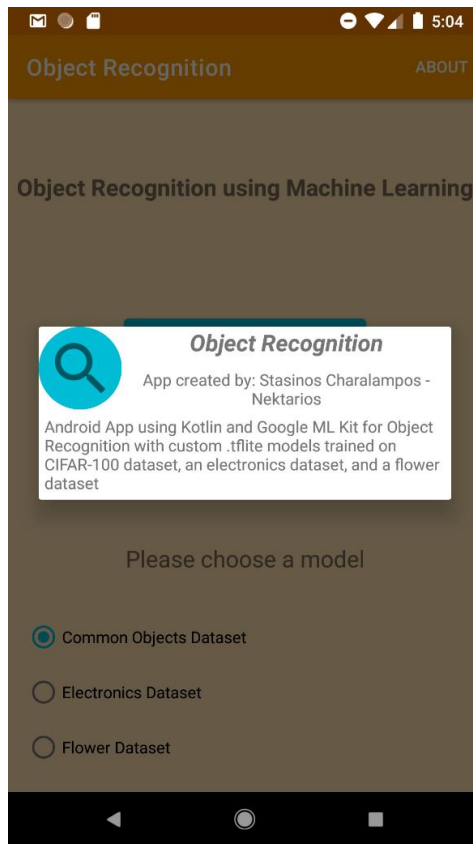 5:04
Object Recognition ABOUT
Object Recognition using Machine Learning
Object Recognition
App created by: Stasinos Charalampos -
Nektarios
Android App using Kotlin and Google ML Kit for Object
Recognition with custom .tflite models trained on
CIFAR-100 dataset, an electronics dataset, and a flower
dataset
Please choose a model
Common Objects Dataset
Electronics Dataset
Flower Dataset